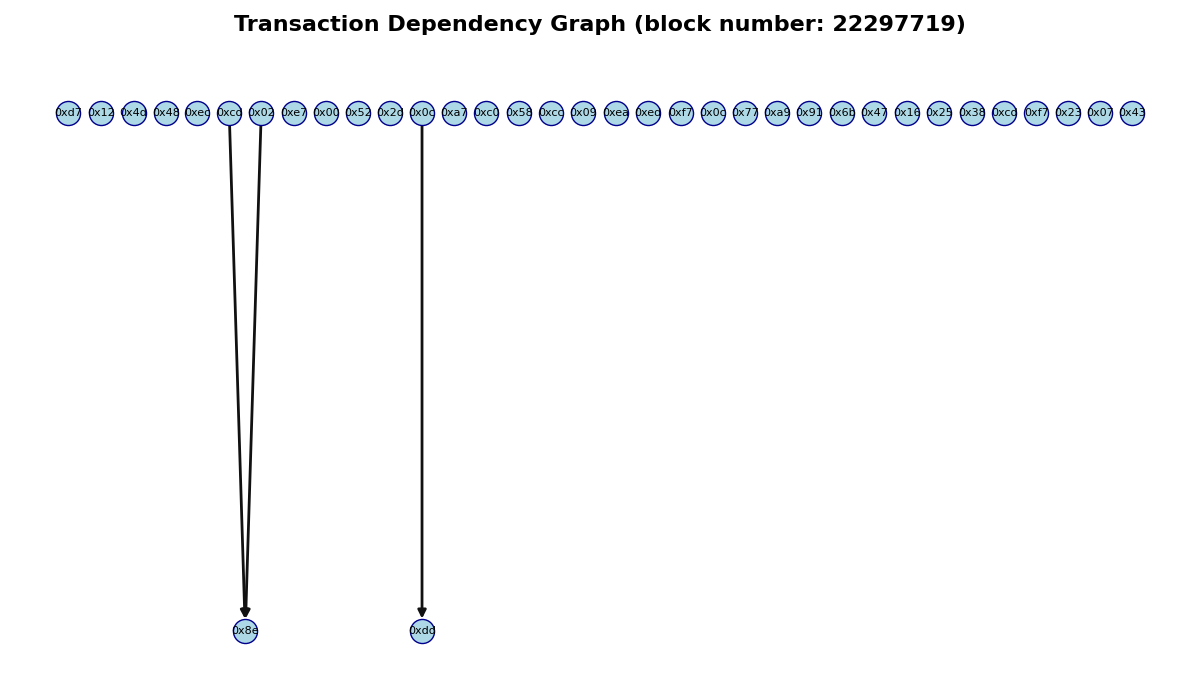 Transaction Dependency Graph (block number: 22297719)
0xd7 0x12 0x4d 0x48 0xec 0xcd 0x02 0xe7 0x00 0x52 0x2d 0x0c 0xa7 0xc0 0x58 0xcc 0x09 0xea 0xed 0xf7 0x0c 0x77 0xa9 0x91 0x6b 0x47 0x16 0x25 0x38 0xcd 0xf7 0x23 0x07 0x43
0x8e 0xdd